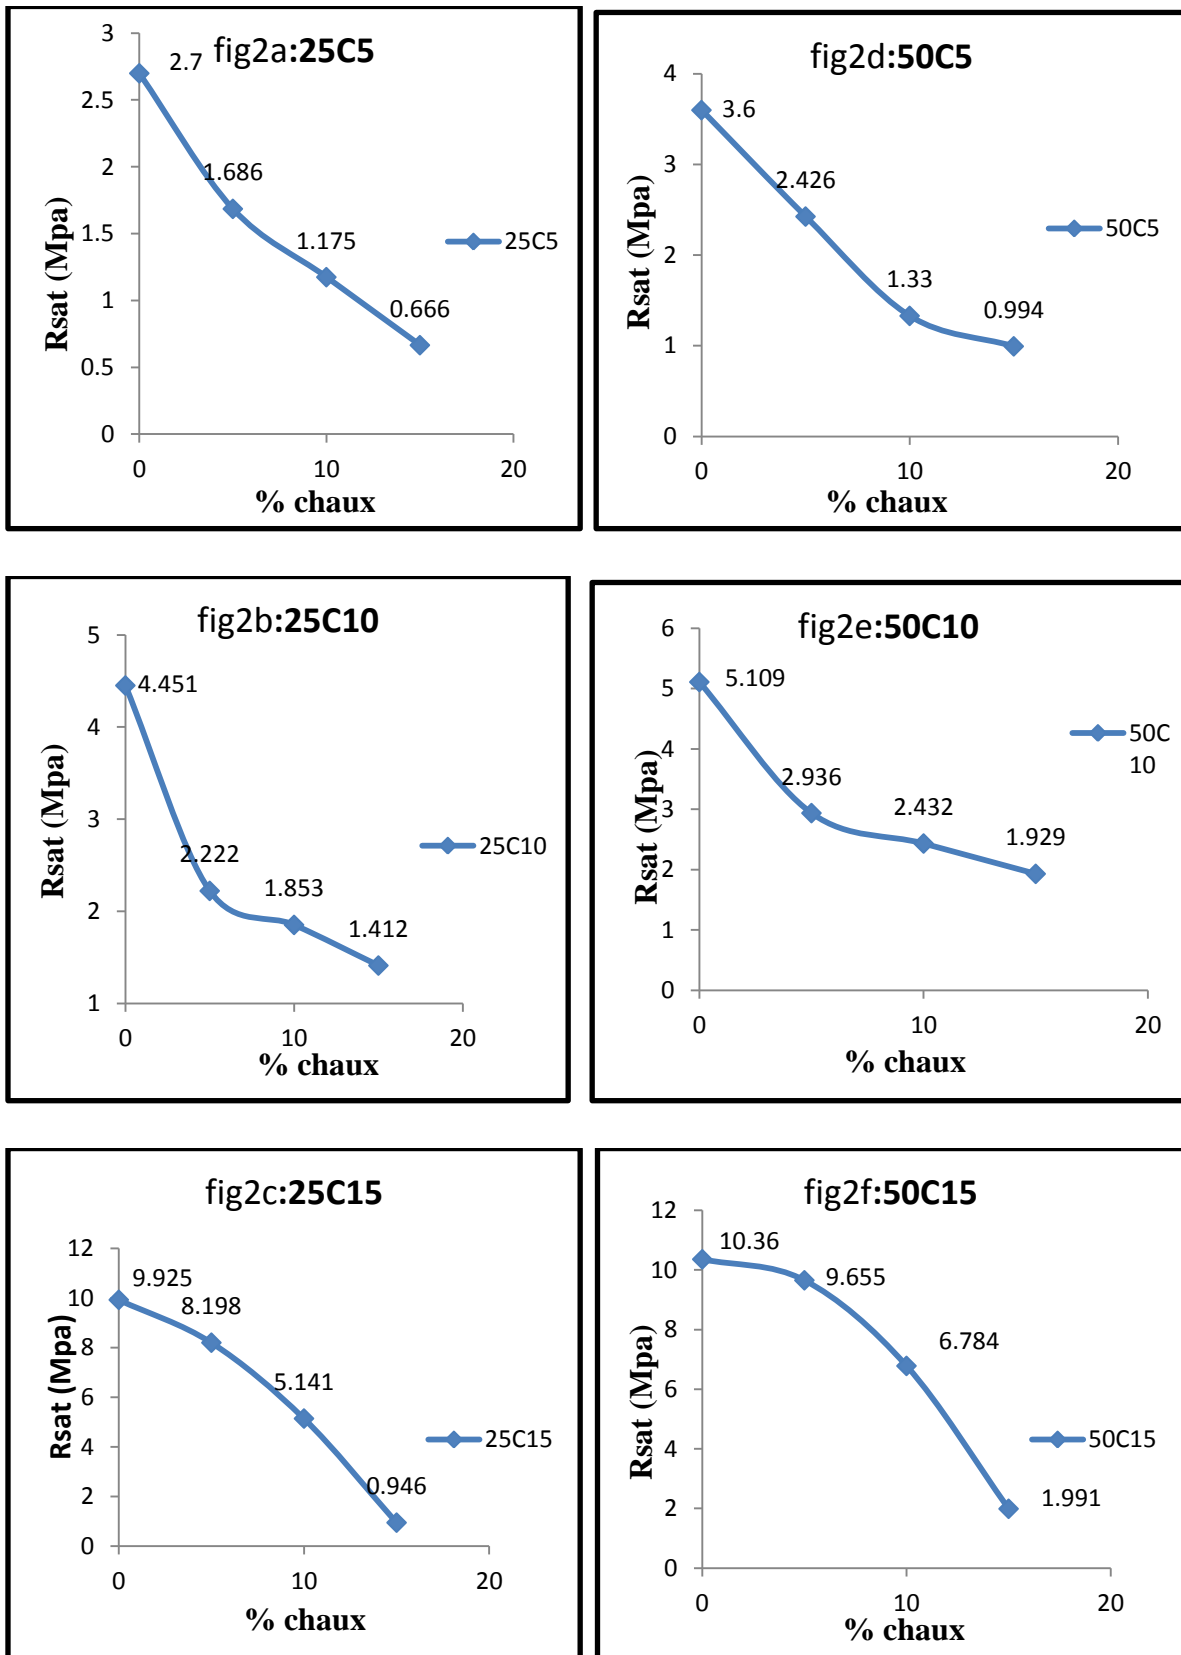 fig2a:25C5
3
2.5
2
1.5
1
0.5
0
2.7
1.686
1.175
0.666
25C5
0 10 20
Rsat (Mpa)
% chaux
fig2d:50C5
4
3
2
1
0
3.6
2.426
1.33
0.994
50C5
0 10 20
Rsat (Mpa)
% chaux
fig2b:25C10
5
4
3
2
1
4.451
2.222
1.853
1.412
25C10
0 10 20
Rsat (Mpa)
% chaux
fig2e:50C10
6
5
4
3
2
1
0
5.109
2.936
2.432
1.929
50C
10
0 10 20
Rsat (Mpa)
% chaux
fig2c:25C15
12
10
8
6
4
2
0
9.925
8.198
5.141
0.946
25C15
0 10 20
Rsat (Mpa)
% chaux
fig2f:50C15
12
10
8
6
4
2
0
10.36
9.655
6.784
1.991
50C15
0 10 20
Rsat (Mpa)
% chaux